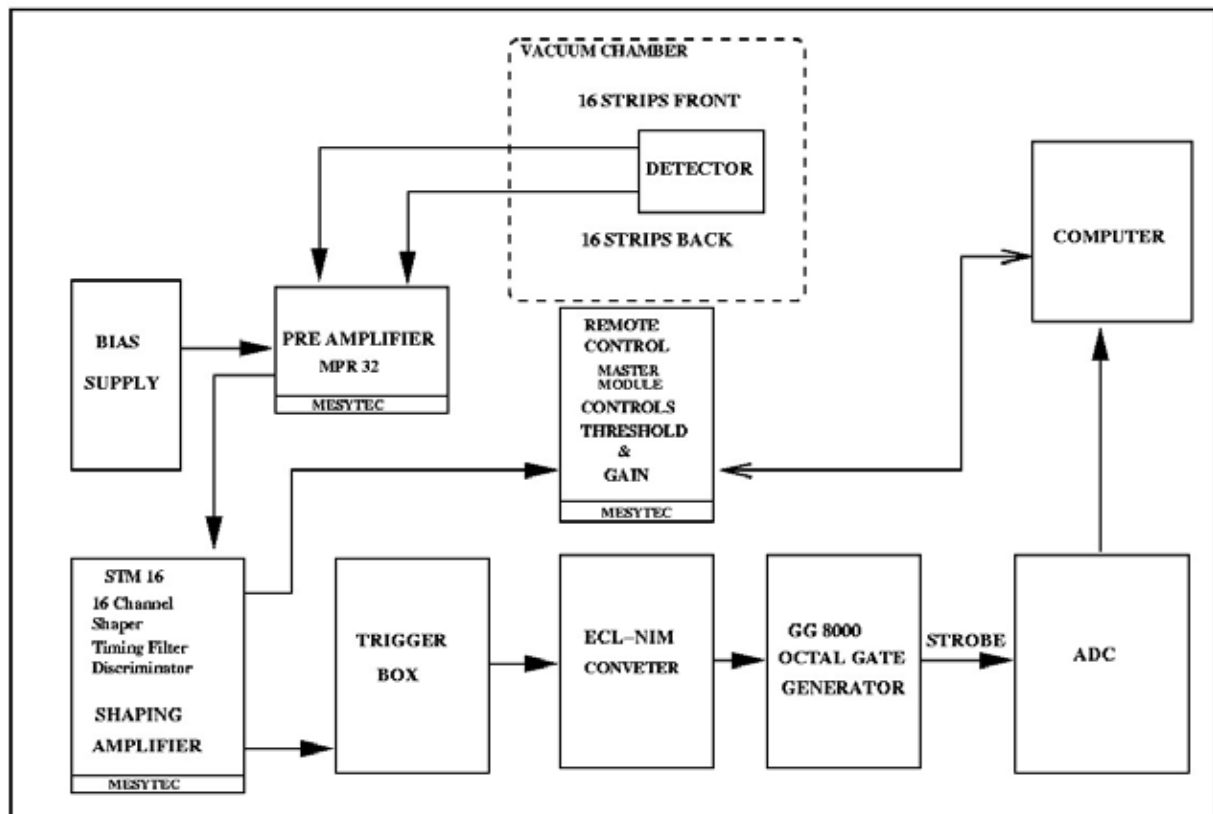 VACUUM CHAMBER
16 STRIPS FRONT
DETECTOR
16 STRIPS BACK
COMPUTER
BIAS
SUPPLY
PRE AMPLIFIER
MPR 32
MESYTEC
REMOTE
CONTROL
MASTER
MODULE
CONTROLS
THRESHOLD
&
GAIN
MESYTEC
STM 16
16 Channel
Shaper
Timing Filter
Discriminator
SHAPING
AMPLIFIER
MESYTEC
TRIGGER
BOX
ECL-NIM
CONVETER
GG 8000
OCTAL GATE
GENERATOR
STROBE
ADC